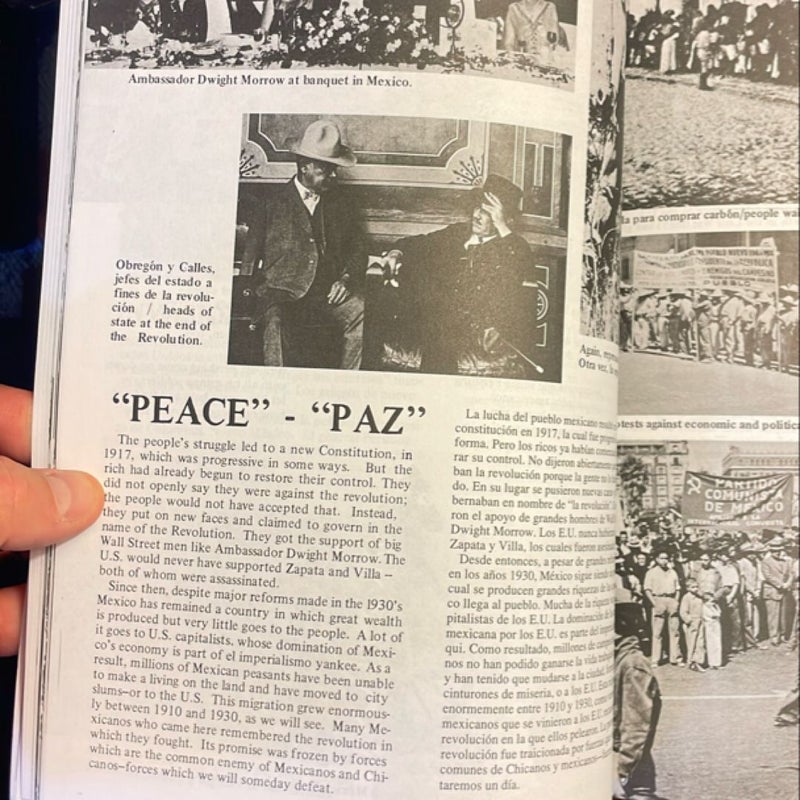 Ambassador Dwight Morrow at banquet in Mexico.
Obregón y Calles,
jefes del estado a
fines de la revolu-
ción / heads of
state at the end of
the Revolution.
“PEACE” - “PAZ”
The people's struggle led to a new Constitution, in
1917, which was progressive in some ways. But the
rich had already begun to restore their control. They
did not openly say they were against the revolution;
the people would not have accepted that. Instead,
they put on new faces and claimed to govern in the
name of the Revolution. They got the support of big
Wall Street men like Ambassador Dwight Morrow. The
U.S. would never have supported Zapata and Villa –
both of whom were assassinated.
Since then, despite major reforms made in the 1930's
Mexico has remained a country in which great wealth
is produced but very little goes to the people. A lot of
it goes to U.S. capitalists, whose domination of Mexi-
co's economy is part of el imperialismo yankee. As a
result, millions of Mexican peasants have been unable
to make a living on the land and have moved to city
slums–or to the U.S. This migration grew enormous-
ly between 1910 and 1930, as we will see. Many Me-
xicanos who came here remembered the revolution in
which they fought. Its promise was frozen by forces
which are the common enemy of Mexicanos and Chi-
canos–forces which we will someday defeat.
La lucha del pueblo mexicano
constitución en 1917, la cual fue
forma. Pero los ricos ya habían
rar su control. No dijeron abiertamente
ban la revolución porque la gente no
do. En su lugar se pusieron nuevas
bernaban en nombre de “la revolución
ron el apoyo de grandes hombres de
Dwight Morrow. Los E.U. nunca
Zapata y Villa, los cuales fueron
Desde entonces, a pesar de
en los años 1930, México sigue
cual se producen grandes riquezas
co llega al pueblo. Mucha de la riqueza
pitalistas de los E.U. La dominación
mexicana por los E.U. es parte del
qui. Como resultado, millones de
nos no han podido ganarse la vida
y han tenido que mudarse a la ciudad,
cinturones de miseria, o a los E.U.
enormemente entre 1910 y 1930,
mexicanos que se vinieron a los E.U.
revolución en la que ellos pelearon.
revolución fue traicionada por fuerzas
comunes de Chicanos y mexicanos–
taremos un día.
Again,
Otra vez,
la para comprar carbón/people
against economic and
PARTIDO
COMUNISTA
DE MEXICO